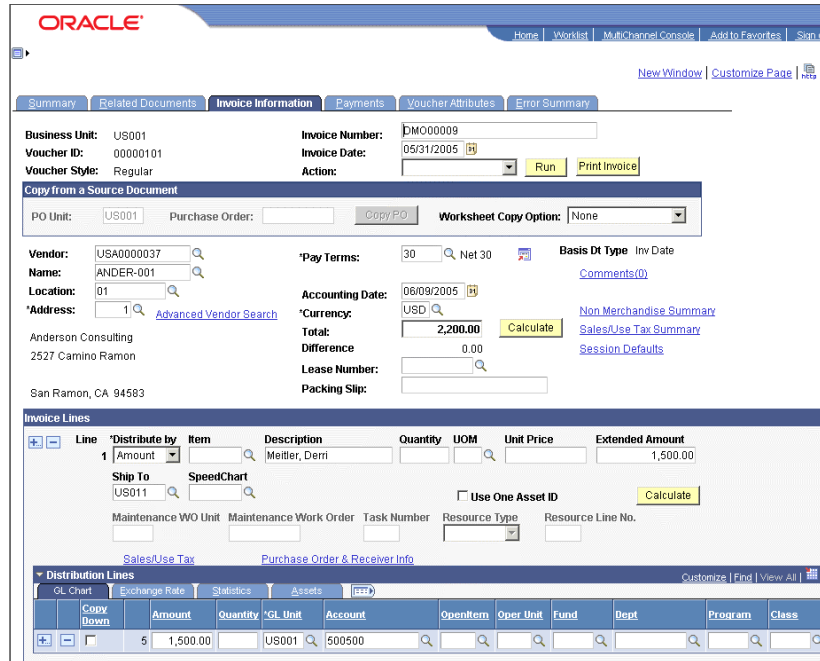 ORACLE®
Home | Worklist | MultiChannel Console | Add to Favorites | Sign
New Window | Customize Page | http
Summary Related Documents Invoice Information Payments Voucher Attributes Error Summary
Business Unit: US001 Invoice Number: DMO00009
Voucher ID: 00000101 Invoice Date: 05/31/2005
Voucher Style: Regular Action: Run Print Invoice
Copy from a Source Document
PO Unit: US001 Purchase Order: Copy PO Worksheet Copy Option: None
Vendor: USA0000037 *Pay Terms: 30 Net 30 Basis Dt Type Inv Date
Name: ANDER-001 Comments(0)
Location: 01 Accounting Date: 06/09/2005
*Address: 1 Advanced Vendor Search *Currency: USD Non Merchandise Summary
Anderson Consulting Total: 2,200.00 Calculate Sales/Use Tax Summary
2527 Camino Ramon Difference 0.00 Session Defaults
Lease Number:
San Ramon, CA 94583 Packing Slip:
Invoice Lines
Line *Distribute by Item Description Quantity UOM Unit Price Extended Amount
1 Amount Meitler, Derri 1,500.00
Ship To SpeedChart
US011 Use One Asset ID Calculate
Maintenance WO Unit Maintenance Work Order Task Number Resource Type Resource Line No.
Sales/Use Tax Purchase Order & Receiver Info
Distribution Lines Customize | Find | View All |
GL Chart Exchange Rate Statistics Assets
Copy Down Amount Quantity *GL Unit Account OpenItem Oper Unit Fund Dept Program Class
5 1,500.00 US001 500500